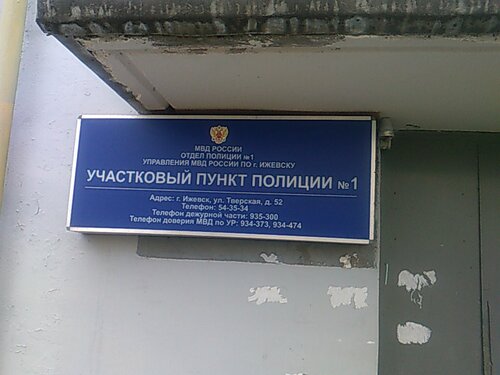 МВД РОССИИ
ОТДЕЛ ПОЛИЦИИ №1
УПРАВЛЕНИЯ МВД РОССИИ ПО г. ИЖЕВСКУ
УЧАСТКОВЫЙ ПУНКТ ПОЛИЦИИ №1
Адрес: г. Ижевск, ул. Тверская, д. 52
Телефон: 54-35-34
Телефон дежурной части: 935-300
Телефон доверия МВД по УР: 934-373, 934-474